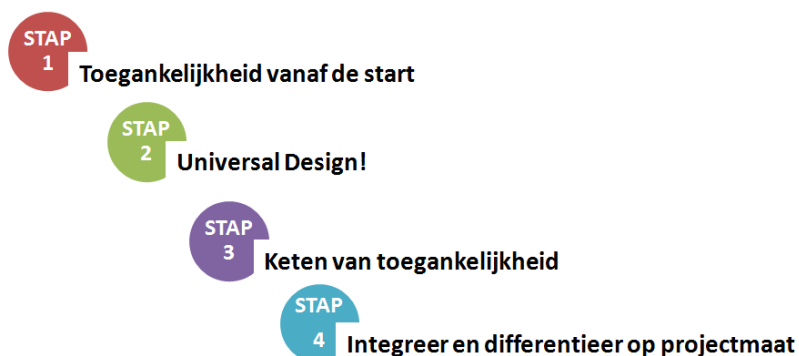 STAP
1
Toegankelijkheid vanaf de start
STAP
2
Universal Design!
STAP
3
Keten van toegankelijkheid
STAP
4
Integreer en differentieer op projectmaat